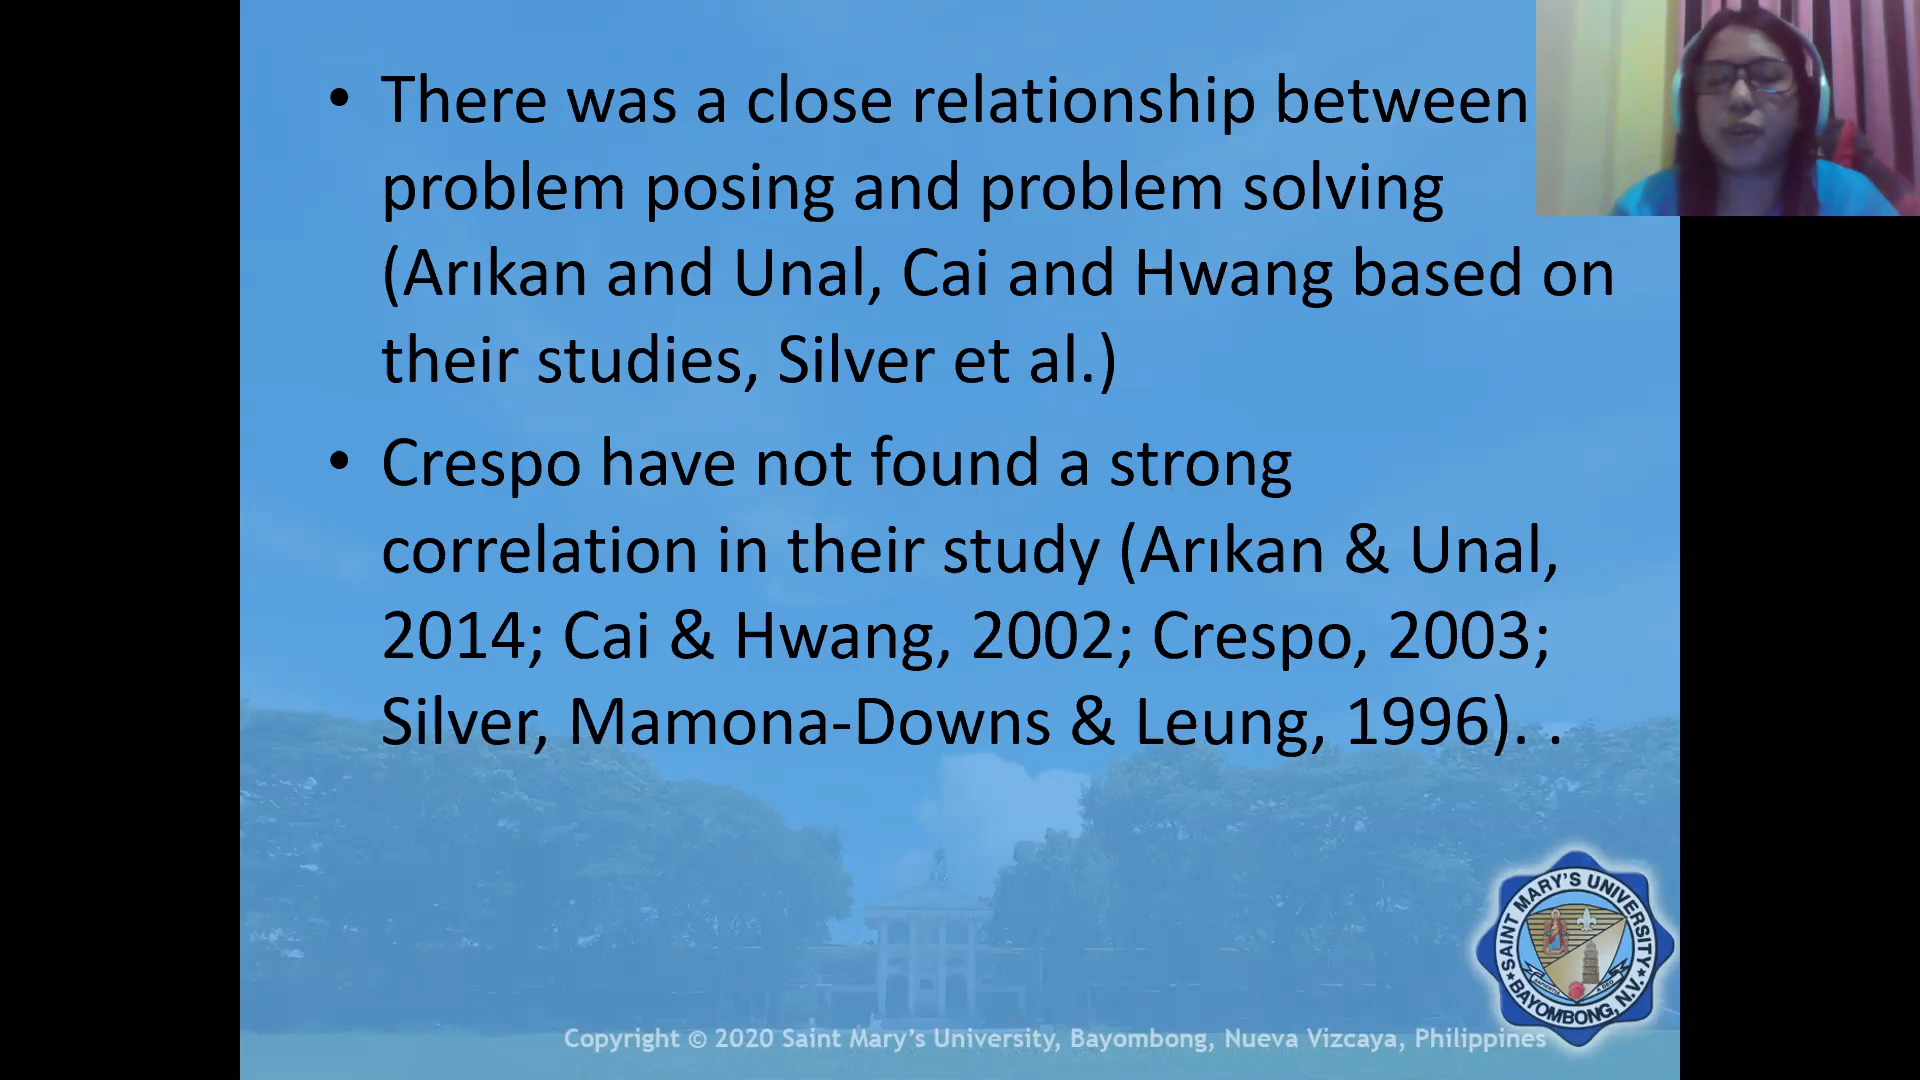 • There was a close relationship between
problem posing and problem solving
(Arıkan and Unal, Cai and Hwang based on
their studies, Silver et al.)
• Crespo have not found a strong
correlation in their study (Arıkan & Unal,
2014; Cai & Hwang, 2002; Crespo, 2003;
Silver, Mamona-Downs & Leung, 1996). .
SAINT MARY'S UNIVERSITY
BAYOMBONG, N.V.
Copyright © 2020 Saint Mary's University, Bayombong, Nueva Vizcaya, Philippines